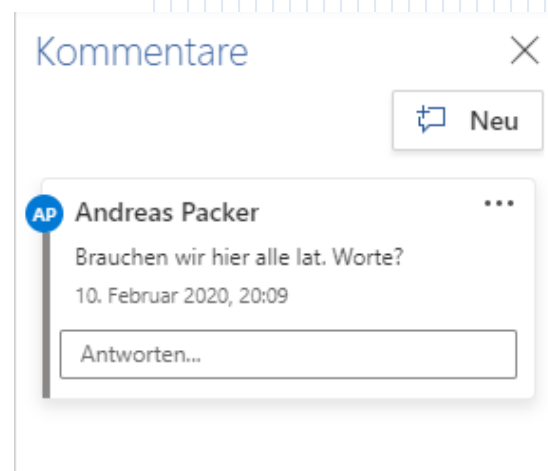 Kommentare
Neu
AP Andreas Packer
Brauchen wir hier alle lat. Worte?
10. Februar 2020, 20:09
Antworten...